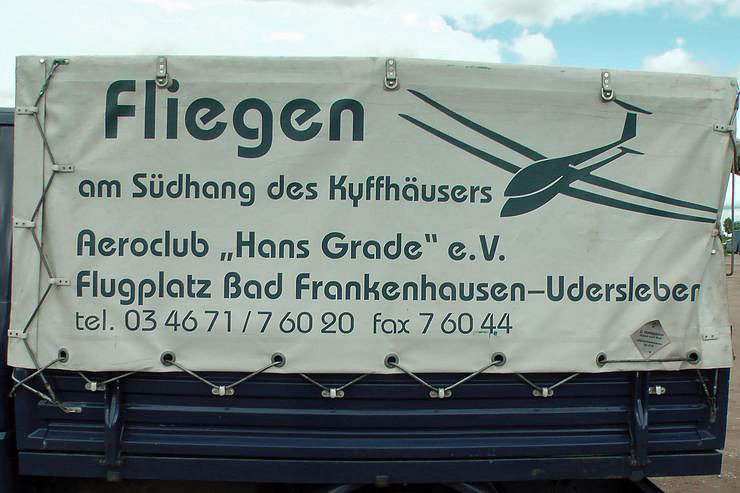 Fliegen
am Südhang des Kyffhäusers
Aeroclub „Hans Grade“ e.V.
Flugplatz Bad Frankenhausen–Udersleben
tel. 03 46 71 / 7 60 20 fax 7 60 44